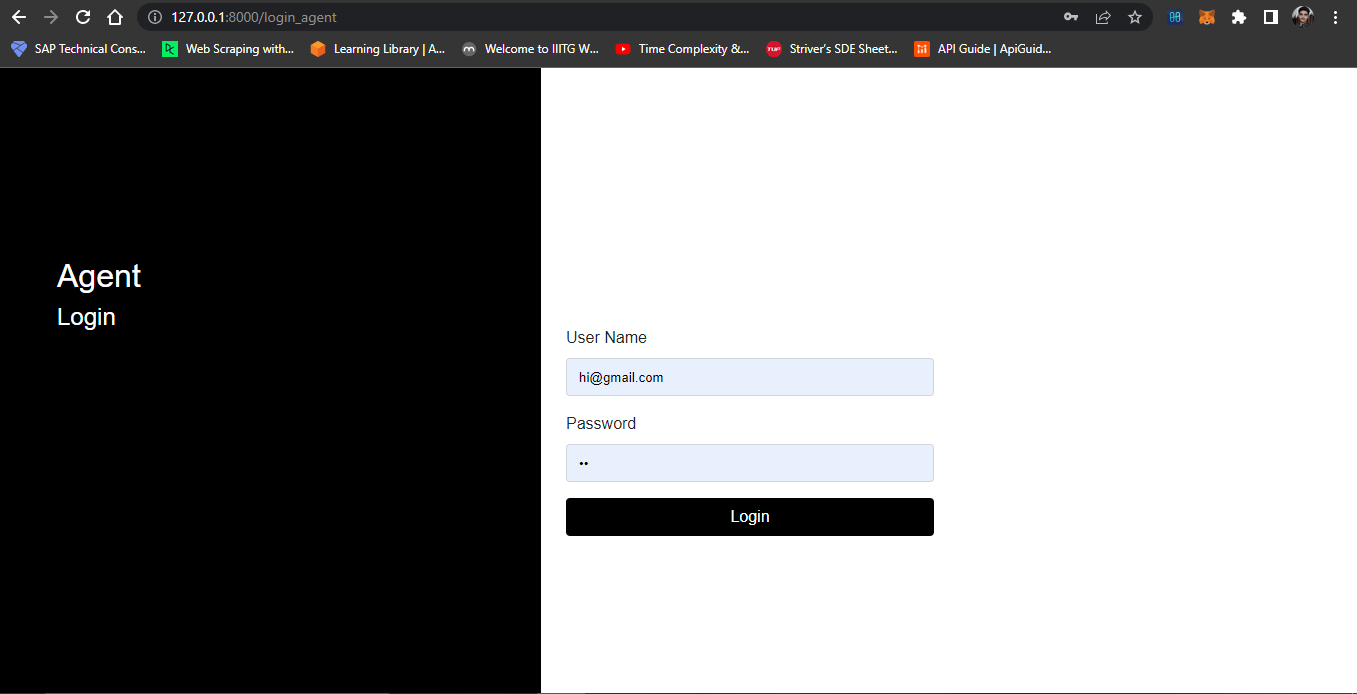 127.0.0.1:8000/login_agent
SAP Technical Cons... Web Scraping with... Learning Library | A... Welcome to IIITG W... Time Complexity &... Striver's SDE Sheet... API Guide | ApiGuid...
Agent
Login
User Name
hi@gmail.com
Password
••
Login